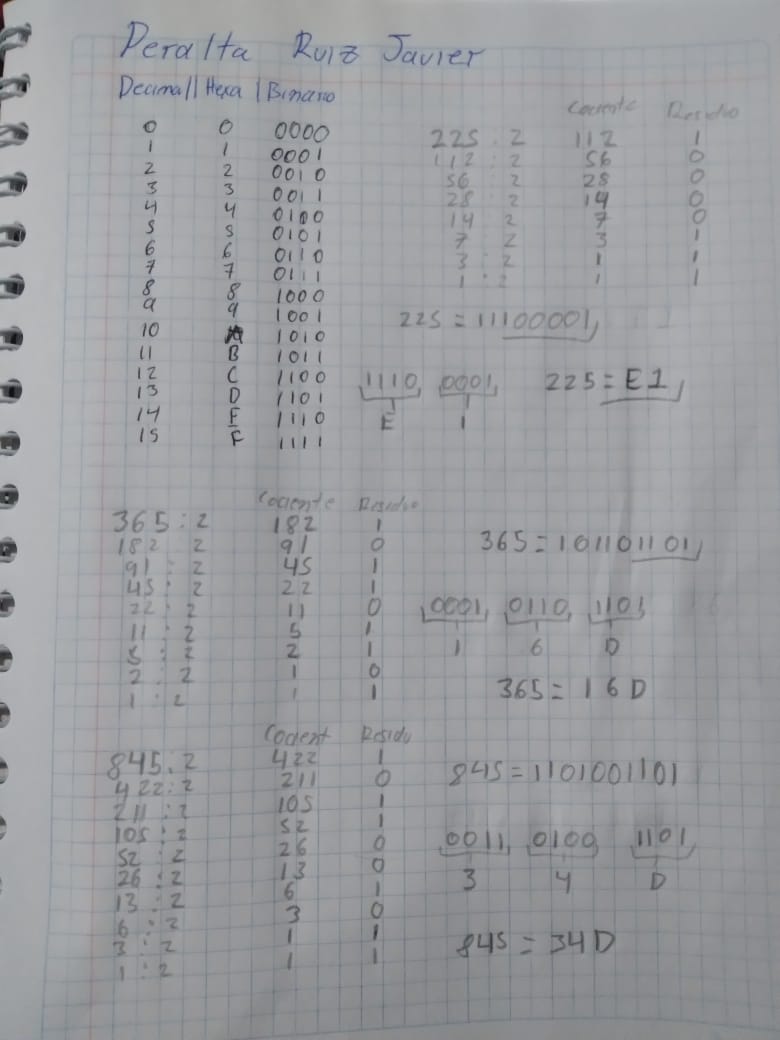 Peralta Ruiz Javier
Decimal | Hexa | Binario
0 0 0000
1 1 0001
2 2 0010
3 3 0011
4 4 0100
5 5 0101
6 6 0110
7 7 0111
8 8 1000
9 9 1001
10 A 1010
11 B 1011
12 C 1100
13 D 1101
14 E 1110
15 F 1111
Cociente Residuo
225 : 2 112 1
112 : 2 56 0
56 : 2 28 0
28 : 2 14 0
14 : 2 7 0
7 : 2 3 1
3 : 2 1 1
1 : 2 1 1
225 = 11100001
1110 0001 225 = E1
E 1
Cociente Residuo
365 : 2 182 1
182 : 2 91 0
91 : 2 45 1
45 : 2 22 1
22 : 2 11 0
11 : 2 5 1
5 : 2 2 1
2 : 2 1 0
1 : 2 1 1
365 = 101101101
0001 0110 1101
1 6 D
365 = 16D
Cocient Residu
845 : 2 422 1
422 : 2 211 0
211 : 2 105 1
105 : 2 52 1
52 : 2 26 0
26 : 2 13 0
13 : 2 6 1
6 : 2 3 0
3 : 2 1 1
1 : 2 1 1
845 = 1101001101
0011 0100 1101
3 4 D
845 = 34D